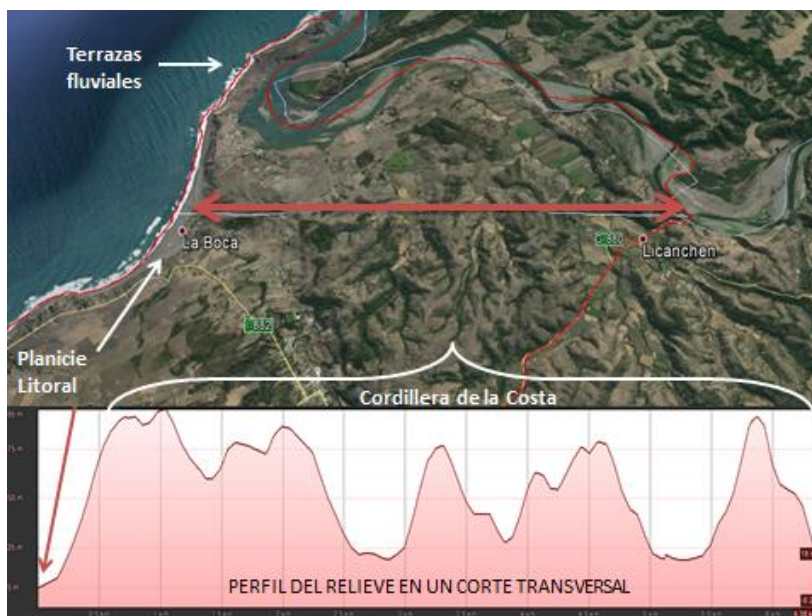 Terrazas
fluviales
La Boca
Licanchen
Planicie
Litoral
Cordillera de la Costa
PERFIL DEL RELIEVE EN UN CORTE TRANSVERSAL